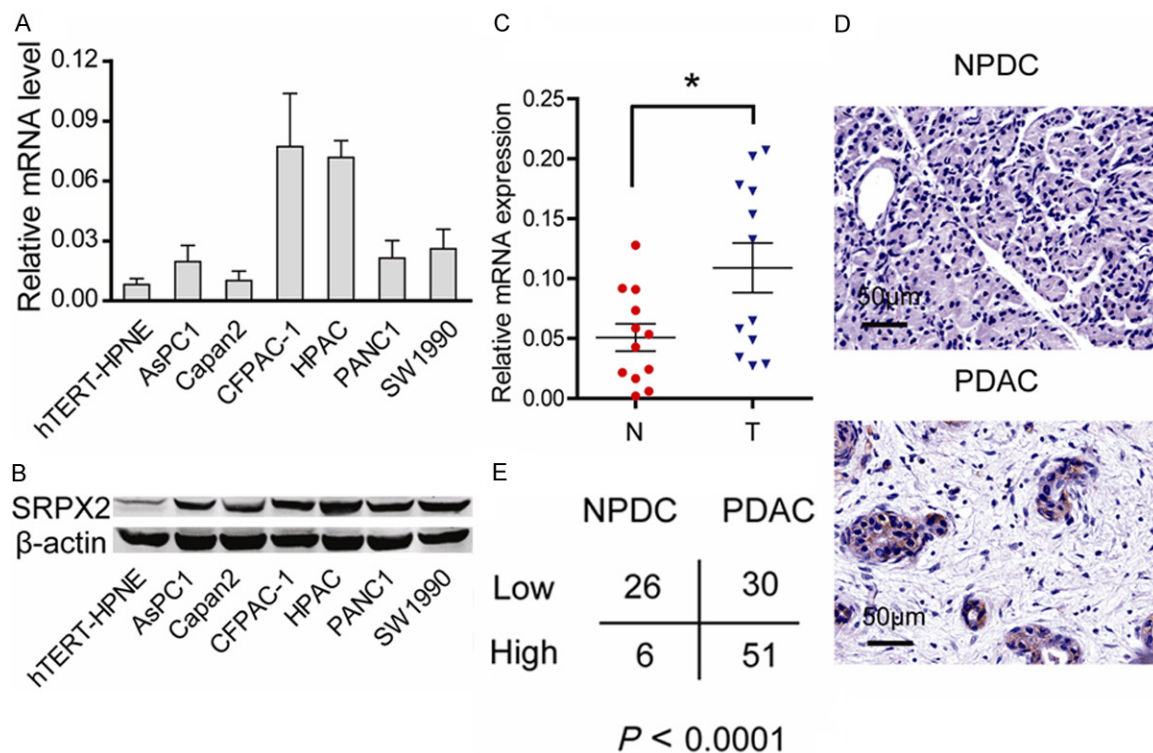 A
Relative mRNA level
0.12
0.09
0.06
0.03
0.00
hTERT-HPNE
AsPC1
Capan2
CFPAC-1
HPAC
PANC1
SW1990
B
SRPX2
β-actin
hTERT-HPNE
AsPC1
Capan2
CFPAC-1
HPAC
PANC1
SW1990
C
*
Relative mRNA expression
0.25
0.20
0.15
0.10
0.05
0.00
N T
E
NPDC PDAC
Low 26 30
High 6 51
P < 0.0001
D
NPDC
50μm
PDAC
50μm